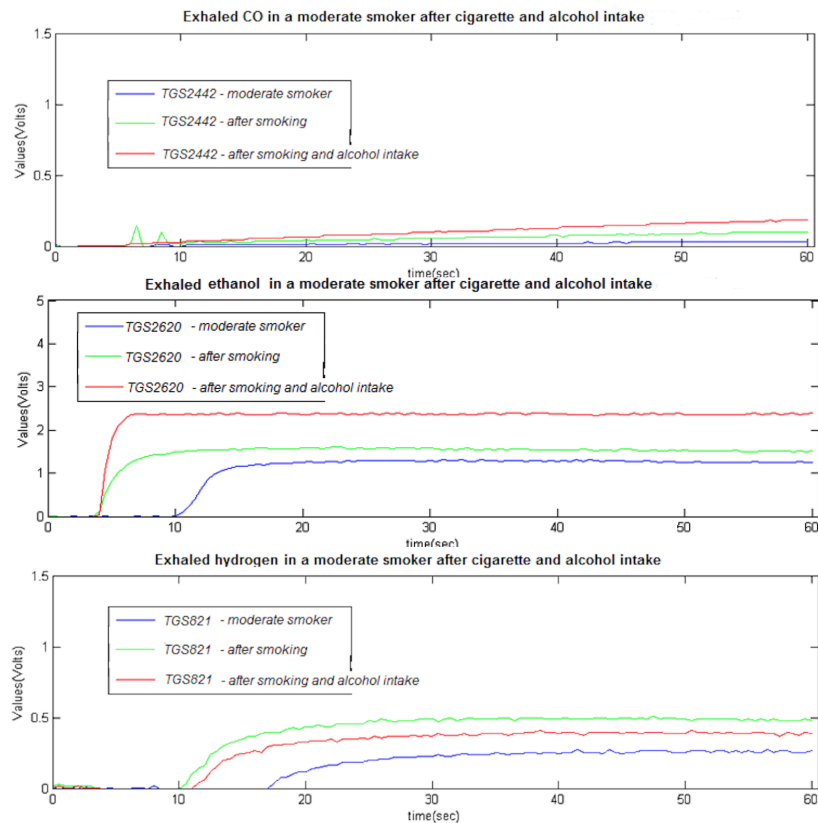 Exhaled CO in a moderate smoker after cigarette and alcohol intake
1.5
1
0.5
0
Values(Volts)
TGS2442 - moderate smoker
TGS2442 - after smoking
TGS2442 - after smoking and alcohol intake
0 10 20 30 40 50 60
time(sec)
Exhaled ethanol in a moderate smoker after cigarette and alcohol intake
5
4
3
2
1
0
Values(Volts)
TGS2620 - moderate smoker
TGS2620 - after smoking
TGS2620 - after smoking and alcohol intake
0 10 20 30 40 50 60
time(sec)
Exhaled hydrogen in a moderate smoker after cigarette and alcohol intake
1.5
1
0.5
0
Values(Volts)
TGS821 - moderate smoker
TGS821 - after smoking
TGS821 - after smoking and alcohol intake
0 10 20 30 40 50 60
time(sec)